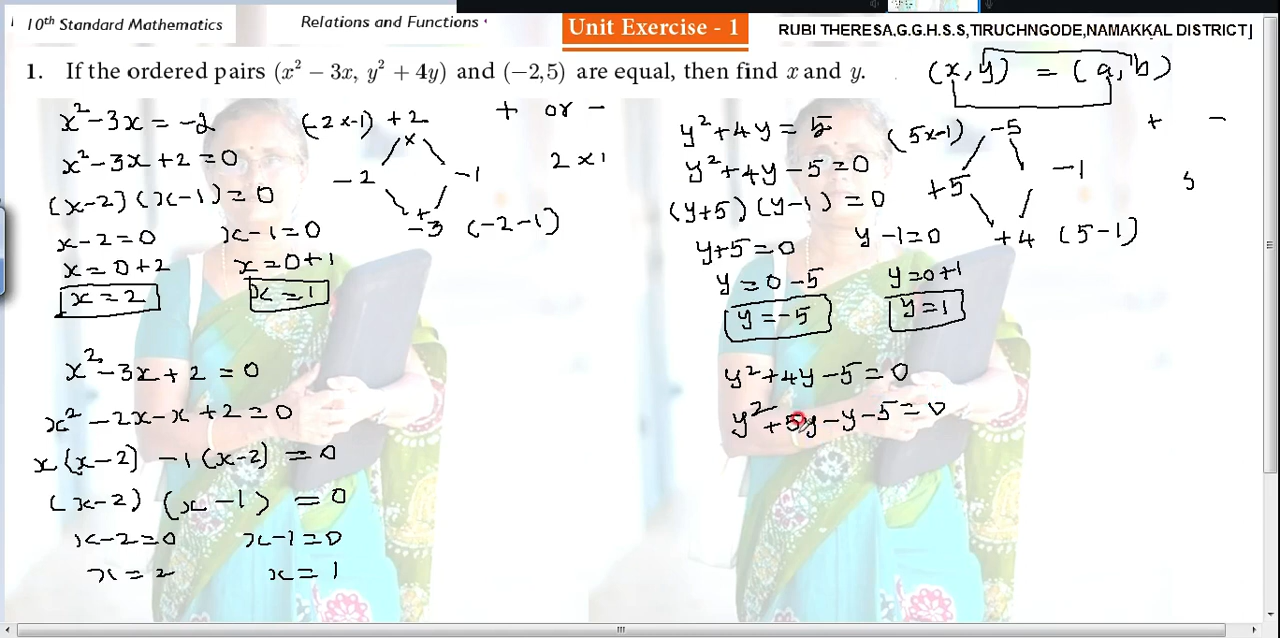 10th Standard Mathematics
Relations and Functions
Unit Exercise - 1
RUBI THERESA,G.G.H.S.S,TIRUCHNGODE,NAMAKKAL DISTRICT]
1. If the ordered pairs (x² − 3x, y² + 4y) and (−2,5) are equal, then find x and y.
(x, y) = (a, b)
x² − 3x = −2
x² − 3x + 2 = 0
(x−2) (x−1) = 0
x − 2 = 0 x − 1 = 0
x = 0+2 x = 0+1
x = 2 x = 1
(−2 x −1) +2
x
−2 −1
+
−3 (−2 −1)
+ or −
2 x 1
x² − 3x + 2 = 0
x² − 2x − x + 2 = 0
x (x−2) −1 (x−2) = 0
(x−2) (x −1) = 0
x−2=0 x−1=0
x = 2 x = 1
y² + 4y = 5
y² + 4y − 5 = 0
(y+5) (y−1) = 0
y+5 = 0 y −1 = 0
y = 0 −5 y = 0+1
y = −5 y = 1
(5x−1) −5
+5 −1
+4 (5−1)
+ −
5
y² + 4y − 5 = 0
y² + 5y − y − 5 = 0